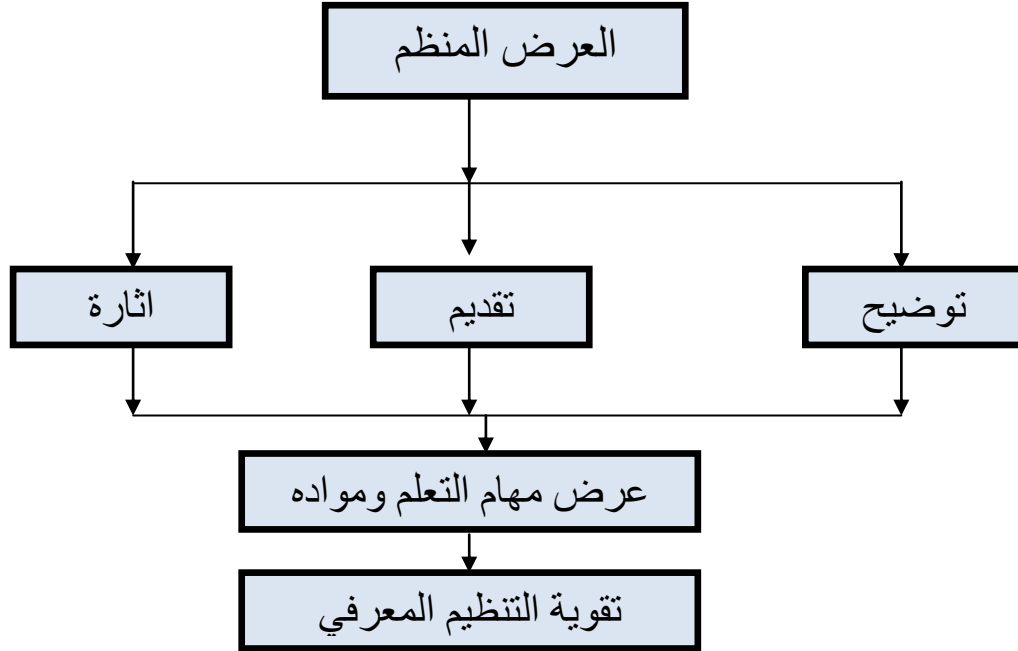 العرض المنظم
توضيح
تقديم
اثارة
عرض مهام التعلم ومواده
تقوية التنظيم المعرفي